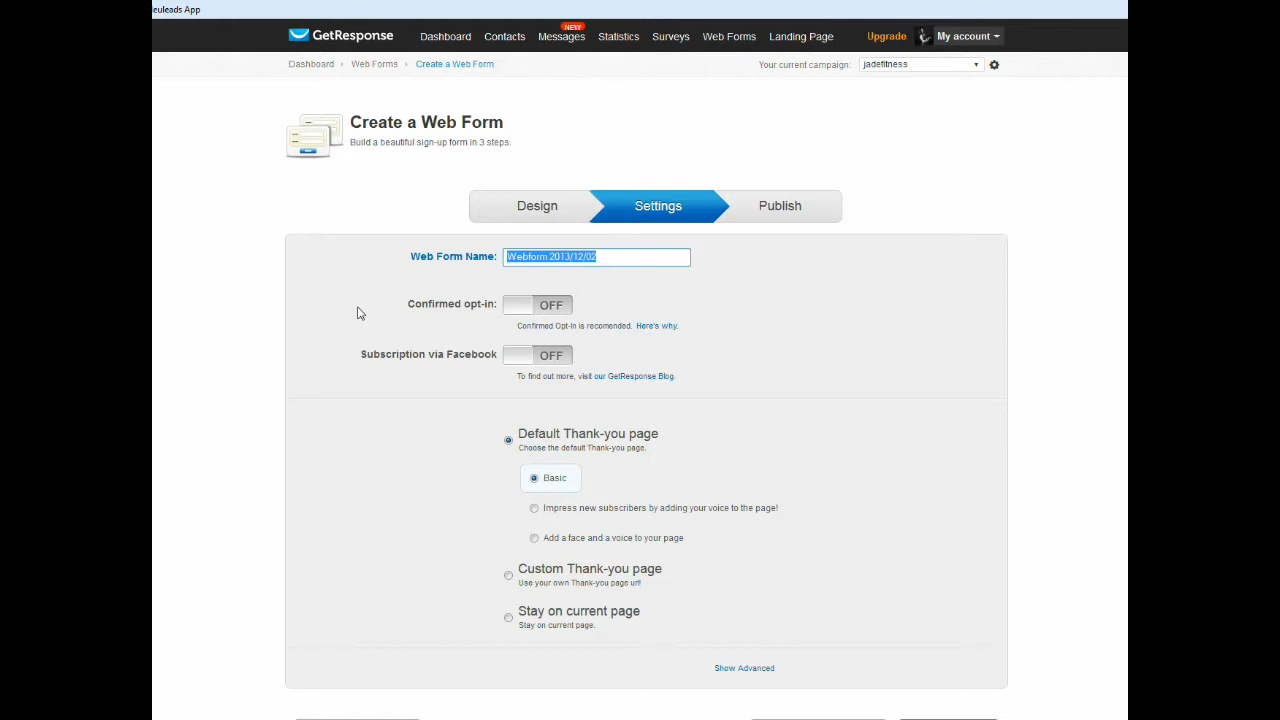 euleads App
GetResponse
Dashboard Contacts Messages Statistics Surveys Web Forms Landing Page Upgrade My account
NEW
Dashboard Web Forms Create a Web Form Your current campaign: jadefitness
Create a Web Form
Build a beautiful sign-up form in 3 steps.
Design Settings Publish
Web Form Name: Webform 2013/12/02
Confirmed opt-in: OFF
Confirmed Opt-In is recomended. Here's why.
Subscription via Facebook OFF
To find out more, visit our GetResponse Blog.
Default Thank-you page
Choose the default Thank-you page.
Basic
Impress new subscribers by adding your voice to the page!
Add a face and a voice to your page
Custom Thank-you page
Use your own Thank-you page url!
Stay on current page
Stay on current page.
Show Advanced